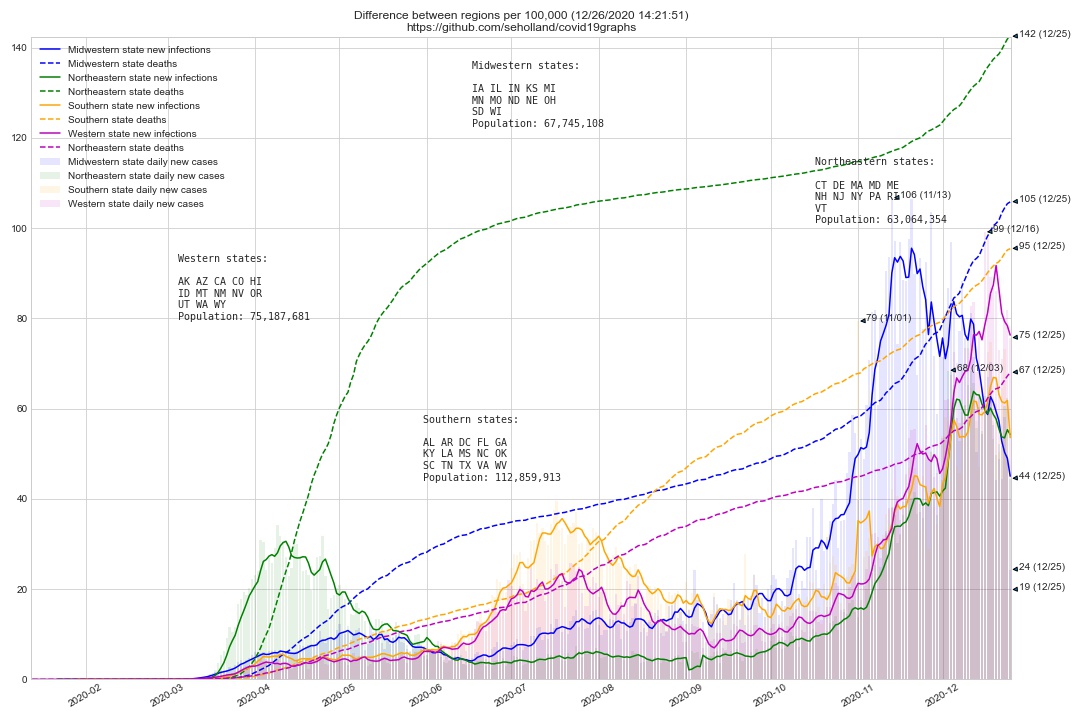 Difference between regions per 100,000 (12/26/2020 14:21:51)
https://github.com/seholland/covid19graphs
Midwestern state new infections
Midwestern state deaths
Northeastern state new infections
Northeastern state deaths
Southern state new infections
Southern state deaths
Western state new infections
Northeastern state deaths
Midwestern state daily new cases
Northeastern state daily new cases
Southern state daily new cases
Western state daily new cases
Midwestern states:
IA IL IN KS MI
MN MO ND NE OH
SD WI
Population: 67,745,108
Northeastern states:
CT DE MA MD ME
NH NJ NY PA RI
VT
Population: 63,064,354
Western states:
AK AZ CA CO HI
ID MT NM NV OR
UT WA WY
Population: 75,187,681
Southern states:
AL AR DC FL GA
KY LA MS NC OK
SC TN TX VA WV
Population: 112,859,913
142 (12/25)
106 (11/13)
105 (12/25)
99 (12/16)
95 (12/25)
79 (11/01)
75 (12/25)
68 (12/03)
67 (12/25)
44 (12/25)
24 (12/25)
19 (12/25)
140
120
100
80
60
40
20
0
2020-02
2020-03
2020-04
2020-05
2020-06
2020-07
2020-08
2020-09
2020-10
2020-11
2020-12